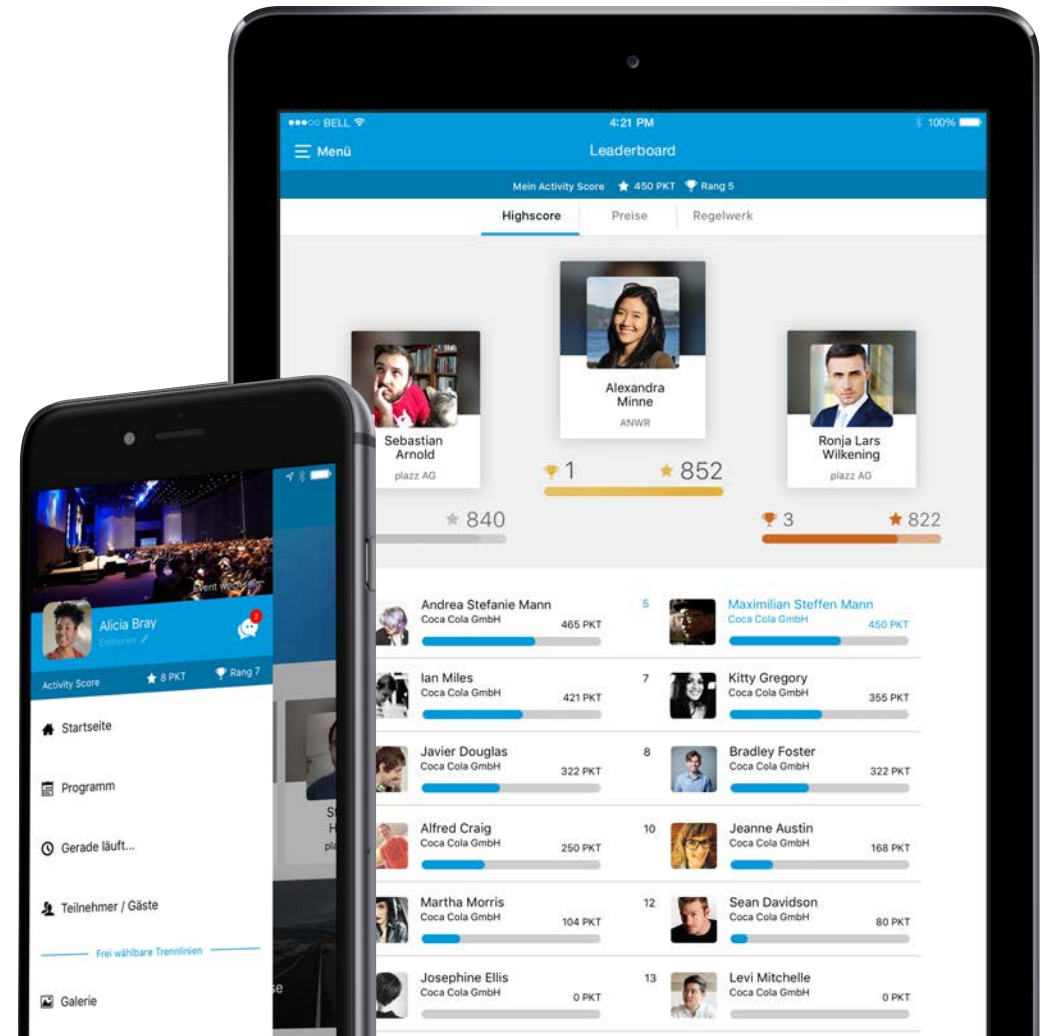 BELL
4:21 PM
100%
Menü
Leaderboard
Mein Activity Score 450 PKT Rang 5
Highscore
Preise
Regelwerk
Alexandra
Minne
ANWR
1
852
Sebastian
Arnold
plazz AG
840
Ronja Lars
Wilkening
plazz AG
3
822
Andrea Stefanie Mann
Coca Cola GmbH
465 PKT
5
Maximilian Steffen Mann
Coca Cola GmbH
450 PKT
Ian Miles
Coca Cola GmbH
421 PKT
7
Kitty Gregory
Coca Cola GmbH
355 PKT
Javier Douglas
Coca Cola GmbH
322 PKT
8
Bradley Foster
Coca Cola GmbH
322 PKT
Alfred Craig
Coca Cola GmbH
250 PKT
10
Jeanne Austin
Coca Cola GmbH
168 PKT
Martha Morris
Coca Cola GmbH
104 PKT
12
Sean Davidson
Coca Cola GmbH
80 PKT
Josephine Ellis
Coca Cola GmbH
0 PKT
13
Levi Mitchelle
Coca Cola GmbH
0 PKT
Event wechseln
Alicia Bray
Editieren
Activity Score 8 PKT Rang 7
Startseite
Programm
Gerade läuft...
Teilnehmer / Gäste
Frei wählbare Trennlinien
Galerie